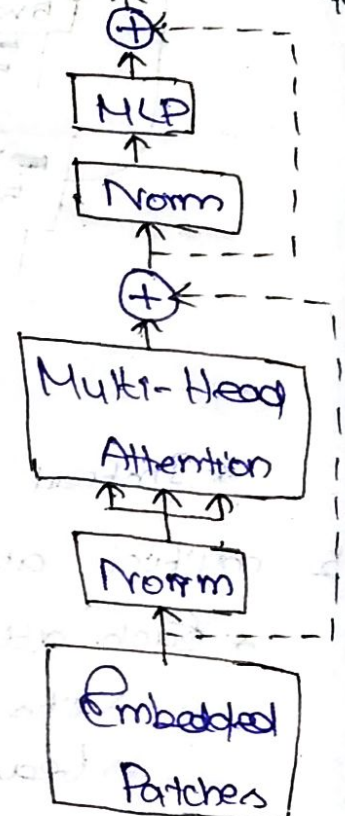 +
MLP
Norm
+
Multi-Head
Attention
Norm
Embedded
Patches